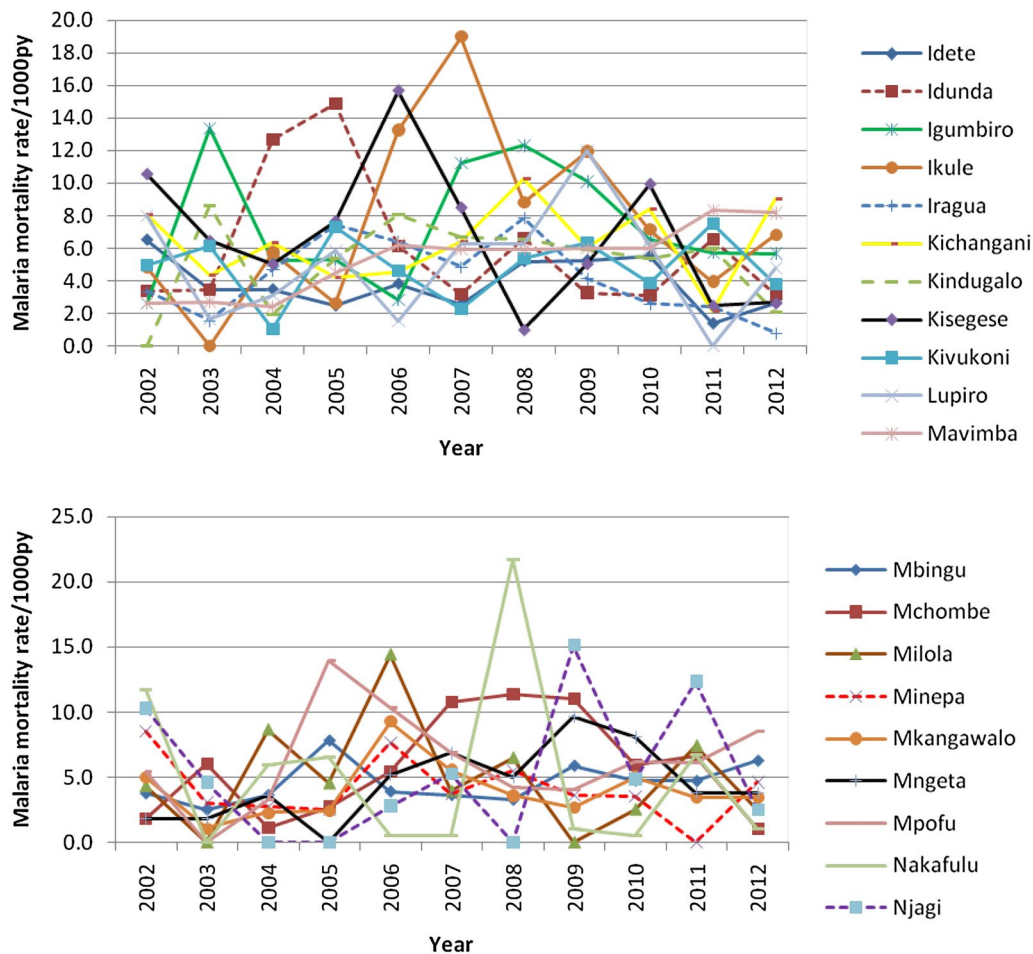 Malaria mortality rate/1000py
20.0
18.0
16.0
14.0
12.0
10.0
8.0
6.0
4.0
2.0
0.0
2002
2003
2004
2005
2006
2007
2008
2009
2010
2011
2012
Year
Idete
Idunda
Igumbiro
Ikule
Iragua
Kichangani
Kindugalo
Kisegese
Kivukoni
Lupiro
Mavimba
Malaria mortality rate/1000py
25.0
20.0
15.0
10.0
5.0
0.0
2002
2003
2004
2005
2006
2007
2008
2009
2010
2011
2012
Year
Mbingu
Mchombe
Milola
Minepa
Mkangawalo
Mngeta
Mpofu
Nakafulu
Njagi